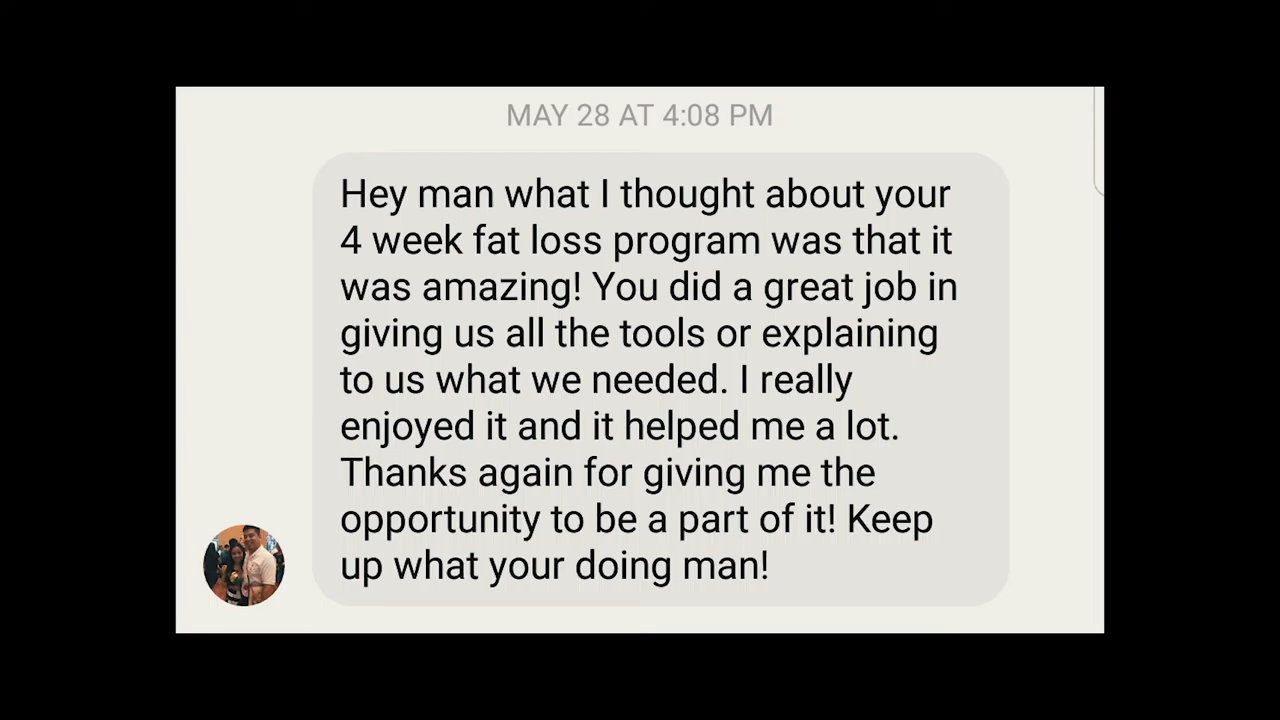 MAY 28 AT 4:08 PM
Hey man what I thought about your
4 week fat loss program was that it
was amazing! You did a great job in
giving us all the tools or explaining
to us what we needed. I really
enjoyed it and it helped me a lot.
Thanks again for giving me the
opportunity to be a part of it! Keep
up what your doing man!